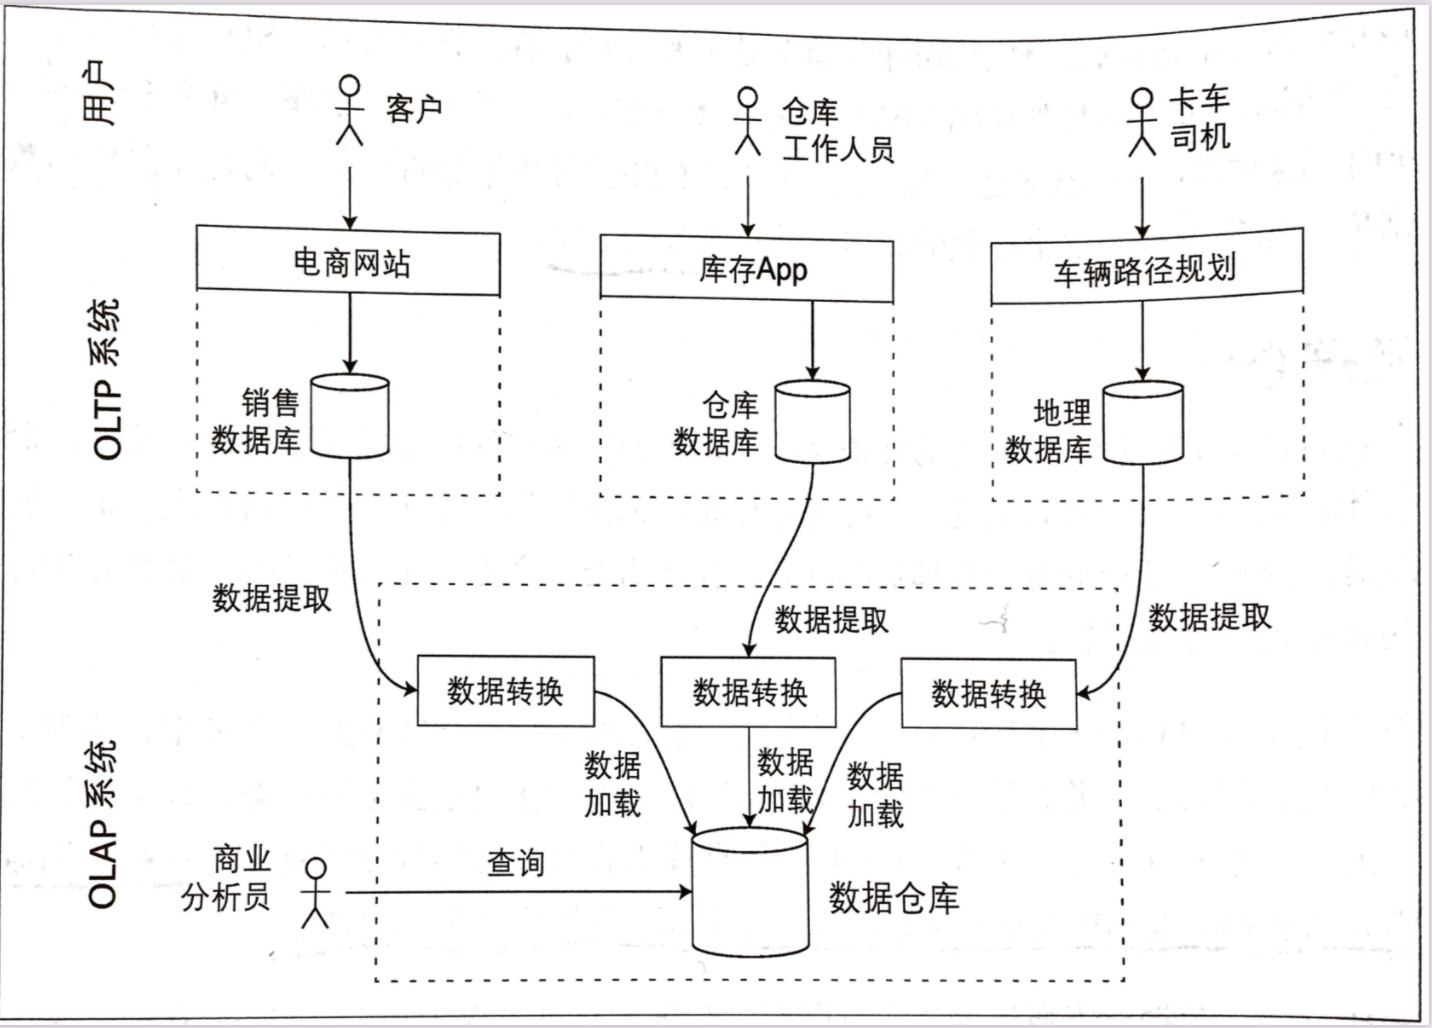 用户
客户
仓库
工作人员
卡车
司机
电商网站
库存App
车辆路径规划
OLTP 系统
销售
数据库
仓库
数据库
地理
数据库
数据提取
数据提取
数据提取
数据转换
数据转换
数据转换
数据
加载
数据
加载
数据
加载
OLAP 系统
商业
分析员
查询
数据仓库